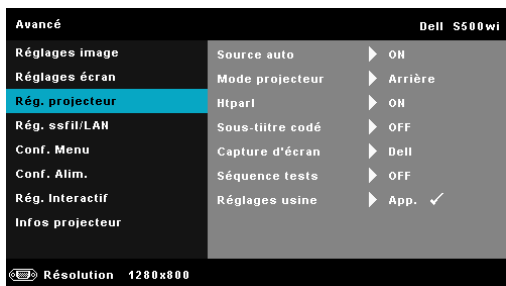 Avancé Dell S500wi
Réglages image
Réglages écran
Rég. projecteur
Rég. ssfil/LAN
Conf. Menu
Conf. Alim.
Rég. Interactif
Infos projecteur
Source auto ON
Mode projecteur Arrière
Htparl ON
Sous-tiitre codé OFF
Capture d'écran Dell
Séquence tests OFF
Réglages usine App. ✓
Résolution 1280x800